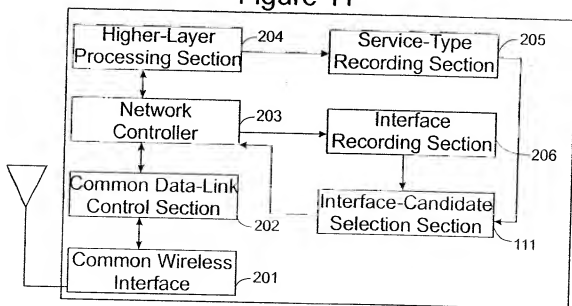 Figure 11
Higher-Layer
Processing Section
204
Service-Type
Recording Section
205
Network
Controller
203
Interface
Recording Section
206
Common Data-Link
Control Section
202
Interface-Candidate
Selection Section
111
Common Wireless
Interface
201